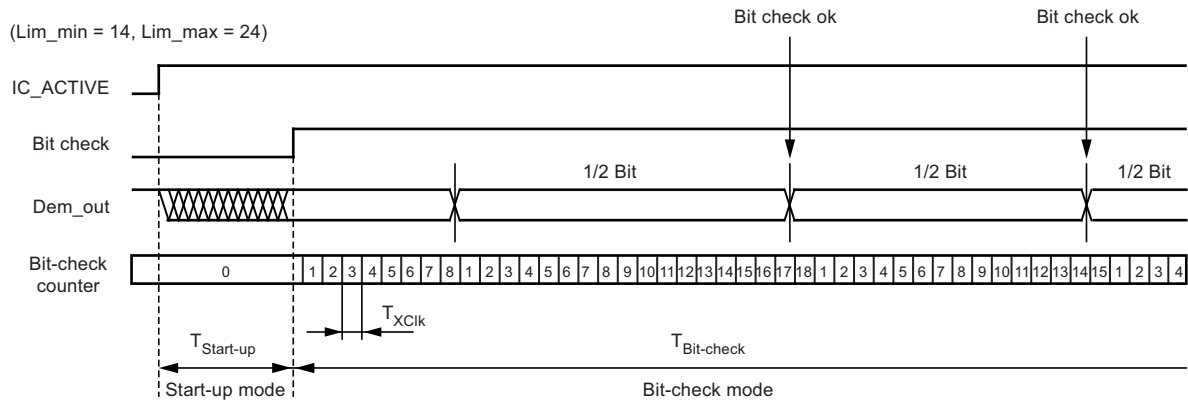 Bit check ok
Bit check ok
(Lim_min = 14, Lim_max = 24)
IC_ACTIVE
Bit check
1/2 Bit
1/2 Bit
1/2 Bit
Dem_out
Bit-check counter
0 1 2 3 4 5 6 7 8 1 2 3 4 5 6 7 8 9 10 11 12 13 14 15 16 17 18 1 2 3 4 5 6 7 8 9 10 11 12 13 14 15 1 2 3 4
TXClk
TStart-up
TBit-check
Start-up mode
Bit-check mode